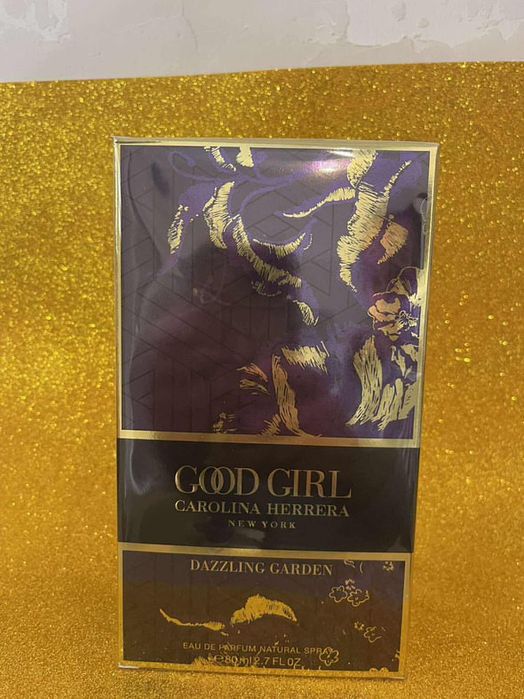 GOOD GIRL
CAROLINA HERRERA
NEW YORK
DAZZLING GARDEN
EAU DE PARFUM NATURAL SPRAY
℮ 80 ml 2.7 FL OZ